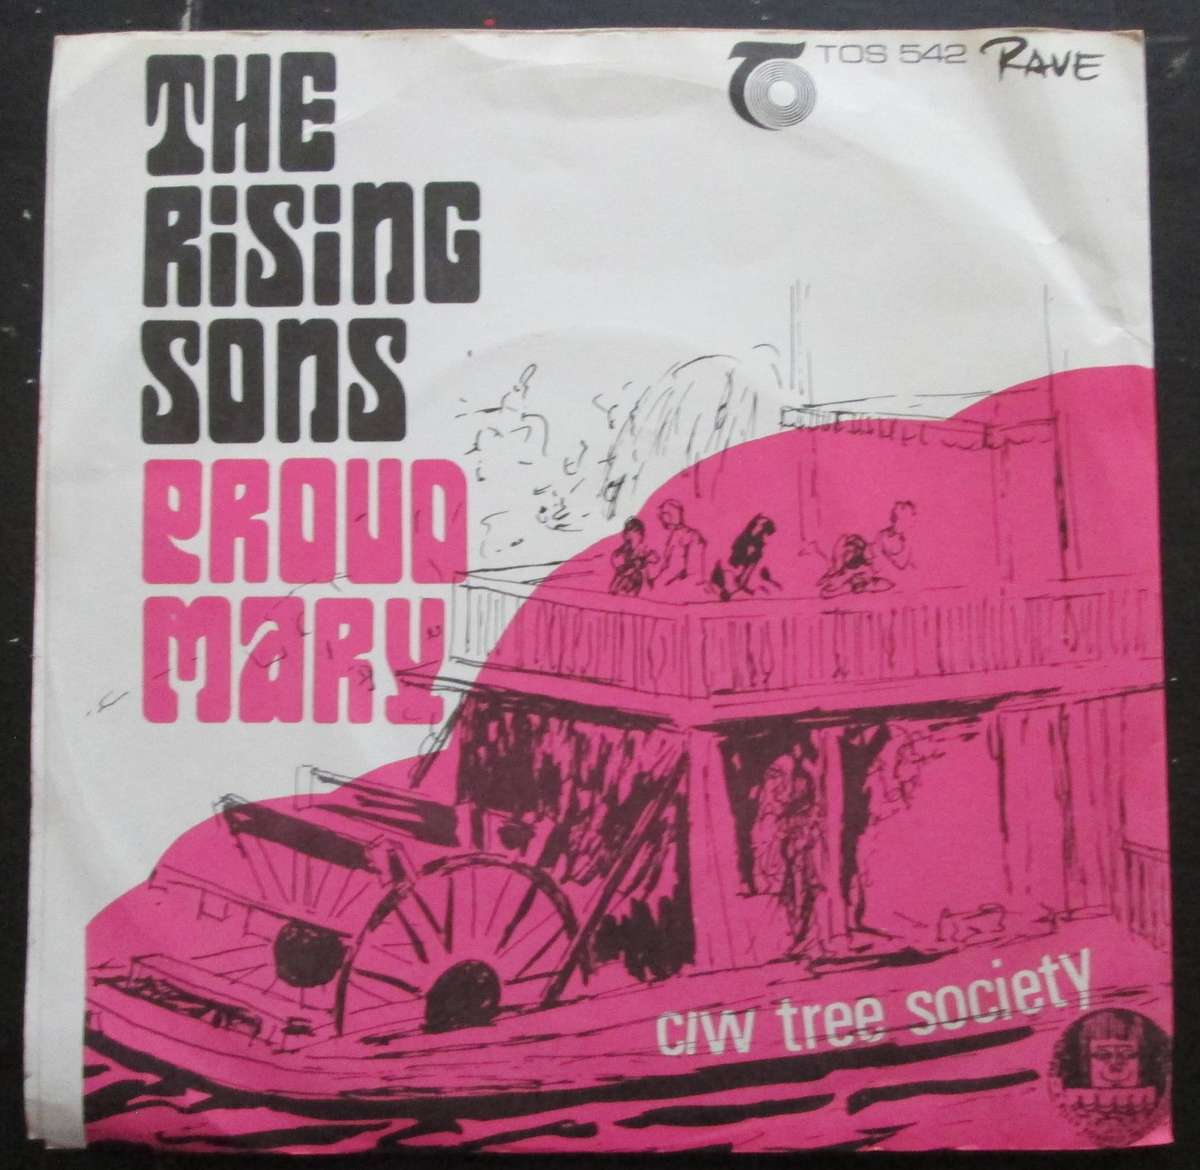 THE
RISING
SONS
PROUD
MARY
TOS 542 RAVE
c/w tree society